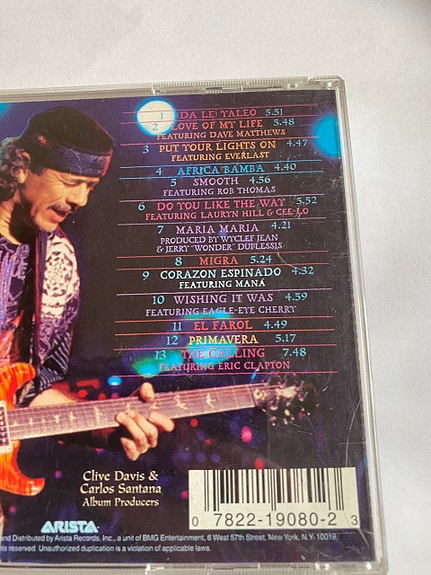 1 (DA LE) YALEO 5.51
2 LOVE OF MY LIFE 5.48
FEATURING DAVE MATTHEWS
3 PUT YOUR LIGHTS ON 4.47
FEATURING EVERLAST
4 AFRICA BAMBA 4.40
5 SMOOTH 4.56
FEATURING ROB THOMAS
6 DO YOU LIKE THE WAY 5.52
FEATURING LAURYN HILL & CEE-LO
7 MARIA MARIA 4.21
PRODUCED BY WYCLEF JEAN
& JERRY "WONDER" DUPLESSIS
8 MIGRA 5.24
9 CORAZON ESPINADO 4.32
FEATURING MANÁ
10 WISHING IT WAS 4.59
FEATURING EAGLE-EYE CHERRY
11 EL FAROL 4.49
12 PRIMAVERA 5.17
13 THE CALLING 7.48
FEATURING ERIC CLAPTON
Clive Davis &
Carlos Santana
Album Producers
0 7822-19080-2 3
ARISTA
and Distributed by Arista Records, Inc., a unit of BMG Entertainment, 6 West 57th Street, New York, N.Y. 10019.
reserved. Unauthorized duplication is a violation of applicable laws.